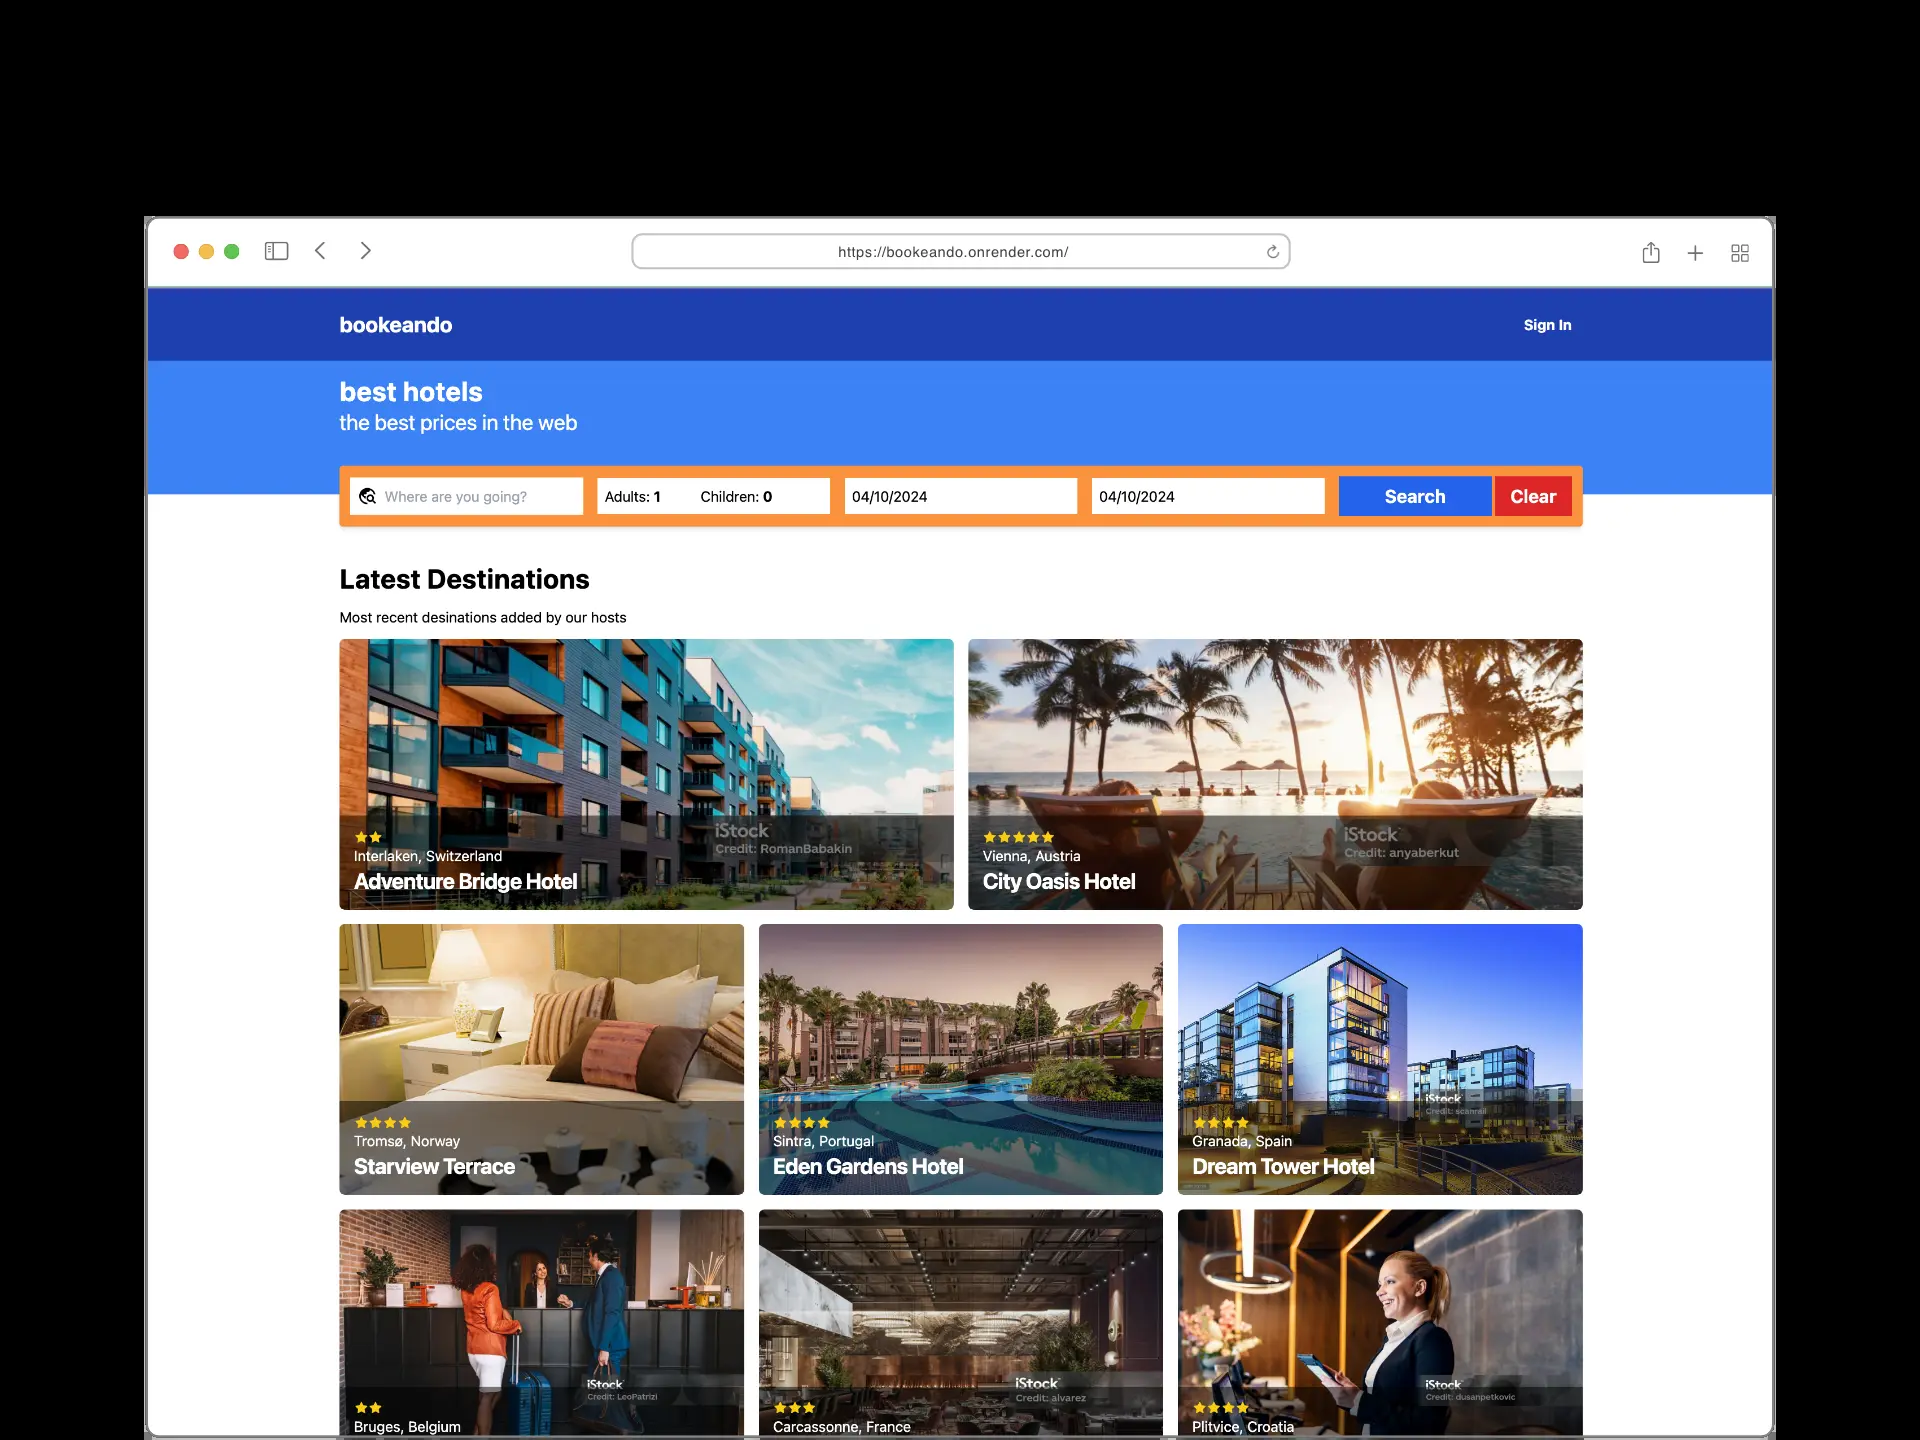 https://bookeando.onrender.com/
bookeando
Sign In
best hotels
the best prices in the web
Where are you going?
Adults: 1
Children: 0
04/10/2024
04/10/2024
Search
Clear
Latest Destinations
Most recent desinations added by our hosts
iStock
Credit: RomanBabakin
Interlaken, Switzerland
Adventure Bridge Hotel
iStock
Credit: anyaberkut
Vienna, Austria
City Oasis Hotel
Tromsø, Norway
Starview Terrace
Sintra, Portugal
Eden Gardens Hotel
iStock
Credit: scanrail
Granada, Spain
Dream Tower Hotel
iStock
Credit: LeoPatrizi
Bruges, Belgium
iStock
Credit: alvarez
Carcassonne, France
iStock
Credit: dusanpetkovic
Plitvice, Croatia